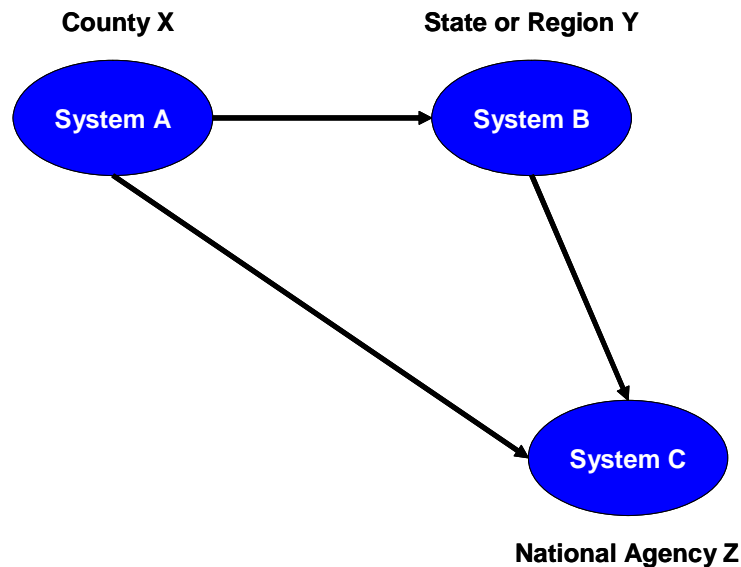 County X
State or Region Y
System A
System B
System C
National Agency Z